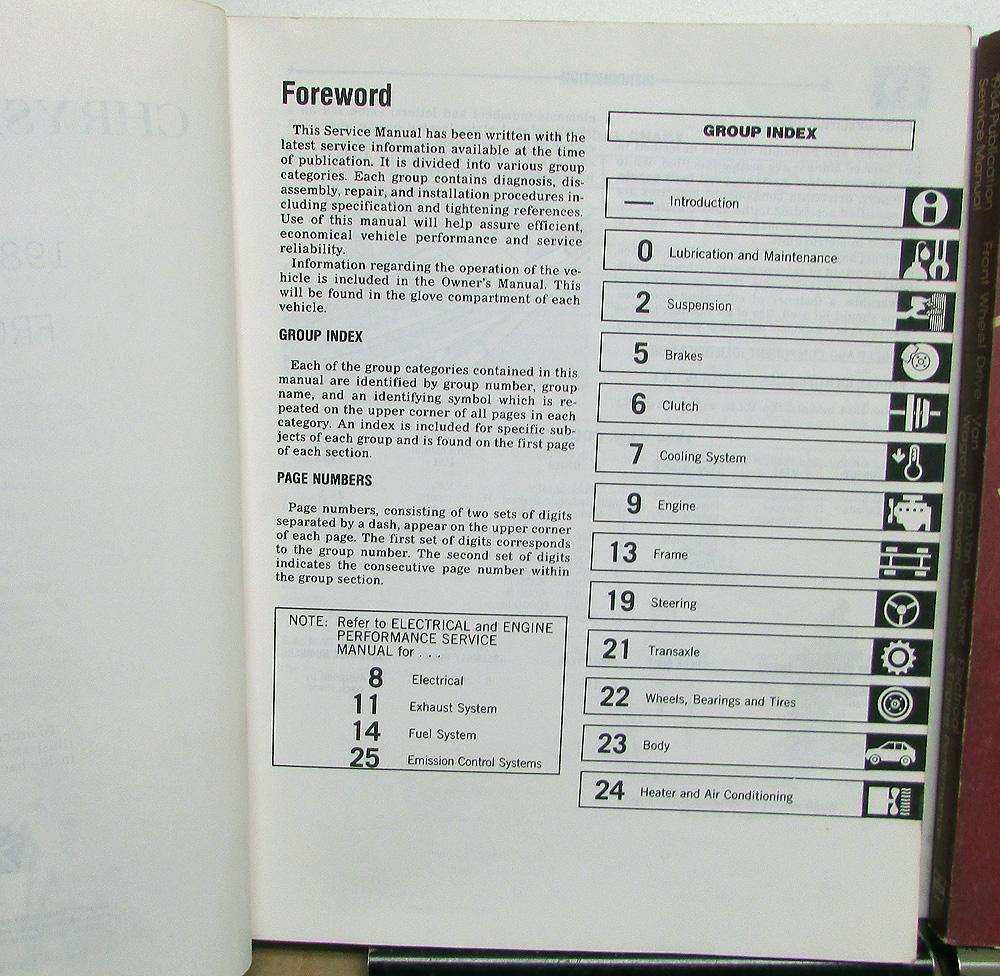 Foreword
This Service Manual has been written with the
latest service information available at the time
of publication. It is divided into various group
categories. Each group contains diagnosis, dis-
assembly, repair, and installation procedures in-
cluding specification and tightening references.
Use of this manual will help assure efficient,
economical vehicle performance and service
reliability.
Information regarding the operation of the ve-
hicle is included in the Owner's Manual. This
will be found in the glove compartment of each
vehicle.
GROUP INDEX
Each of the group categories contained in this
manual are identified by group number, group
name, and an identifying symbol which is re-
peated on the upper corner of all pages in each
category. An index is included for specific sub-
jects of each group and is found on the first page
of each section.
PAGE NUMBERS
Page numbers, consisting of two sets of digits
separated by a dash, appear on the upper corner
of each page. The first set of digits corresponds
to the group number. The second set of digits
indicates the consecutive page number within
the group section.
NOTE: Refer to ELECTRICAL and ENGINE
PERFORMANCE SERVICE
MANUAL for . . .
8 Electrical
11 Exhaust System
14 Fuel System
25 Emission Control Systems
GROUP INDEX
— Introduction
0 Lubrication and Maintenance
2 Suspension
5 Brakes
6 Clutch
7 Cooling System
9 Engine
13 Frame
19 Steering
21 Transaxle
22 Wheels, Bearings and Tires
23 Body
24 Heater and Air Conditioning
Service Manual
Front Wheel Drive Van